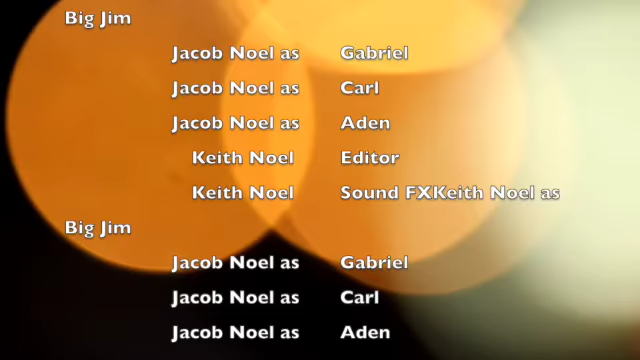 Big Jim
Jacob Noel as Gabriel
Jacob Noel as Carl
Jacob Noel as Aden
Keith Noel Editor
Keith Noel Sound FXKeith Noel as
Big Jim
Jacob Noel as Gabriel
Jacob Noel as Carl
Jacob Noel as Aden